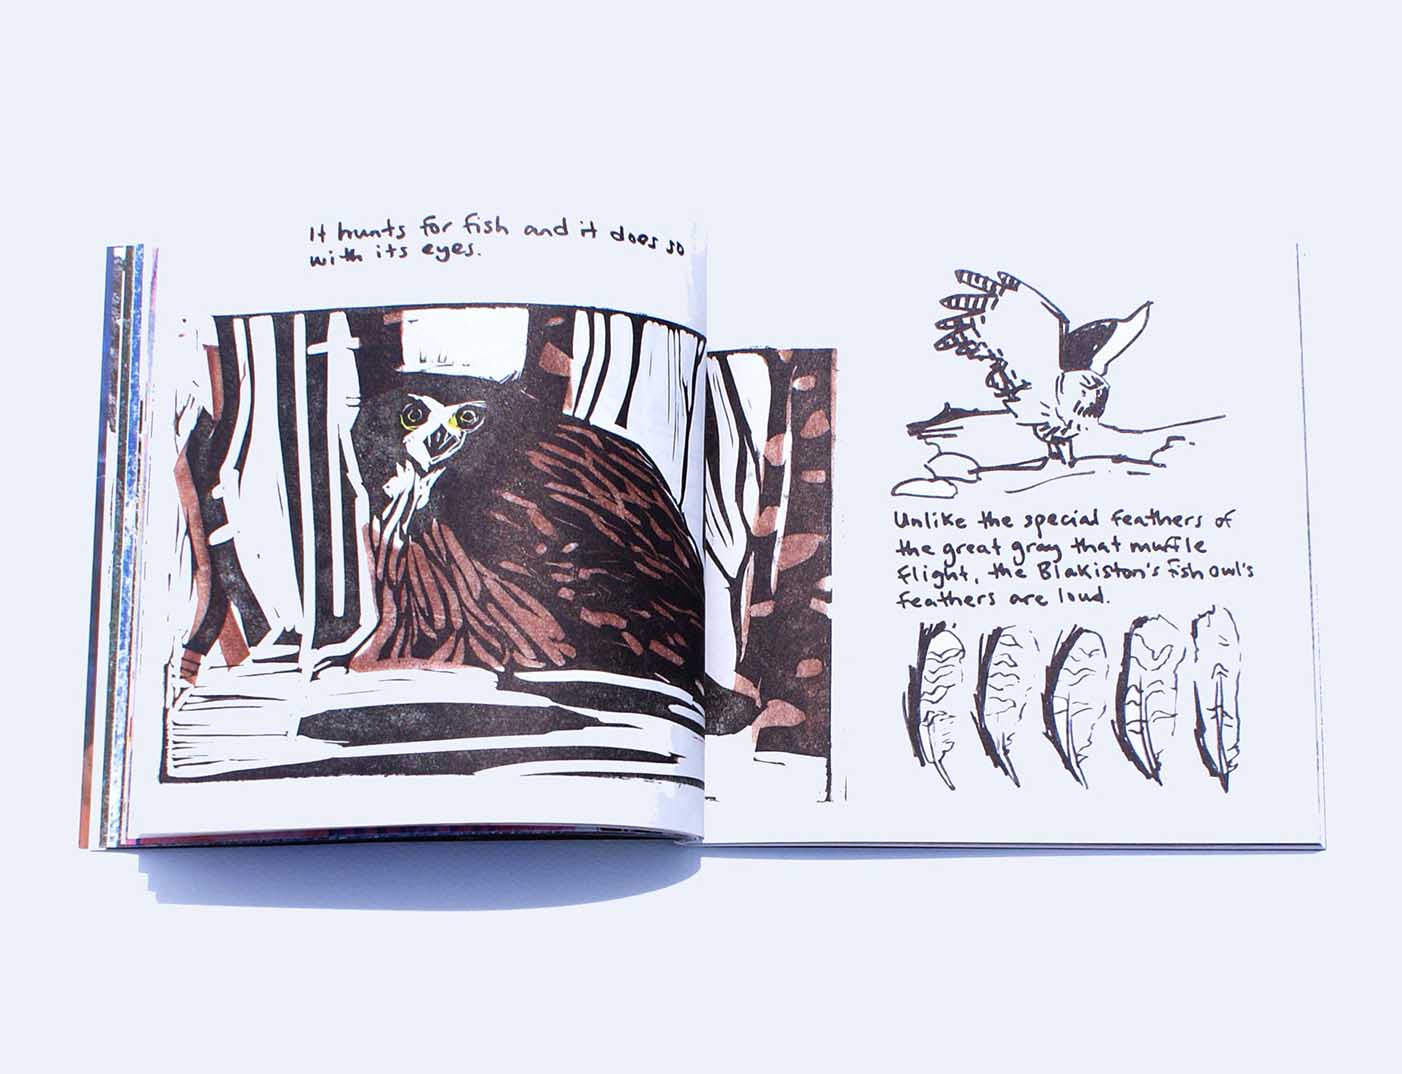 It hunts for fish and it does so
with its eyes.
Unlike the special feathers of
the great gray that muffle
flight, the Blakiston's fish owl's
feathers are loud.